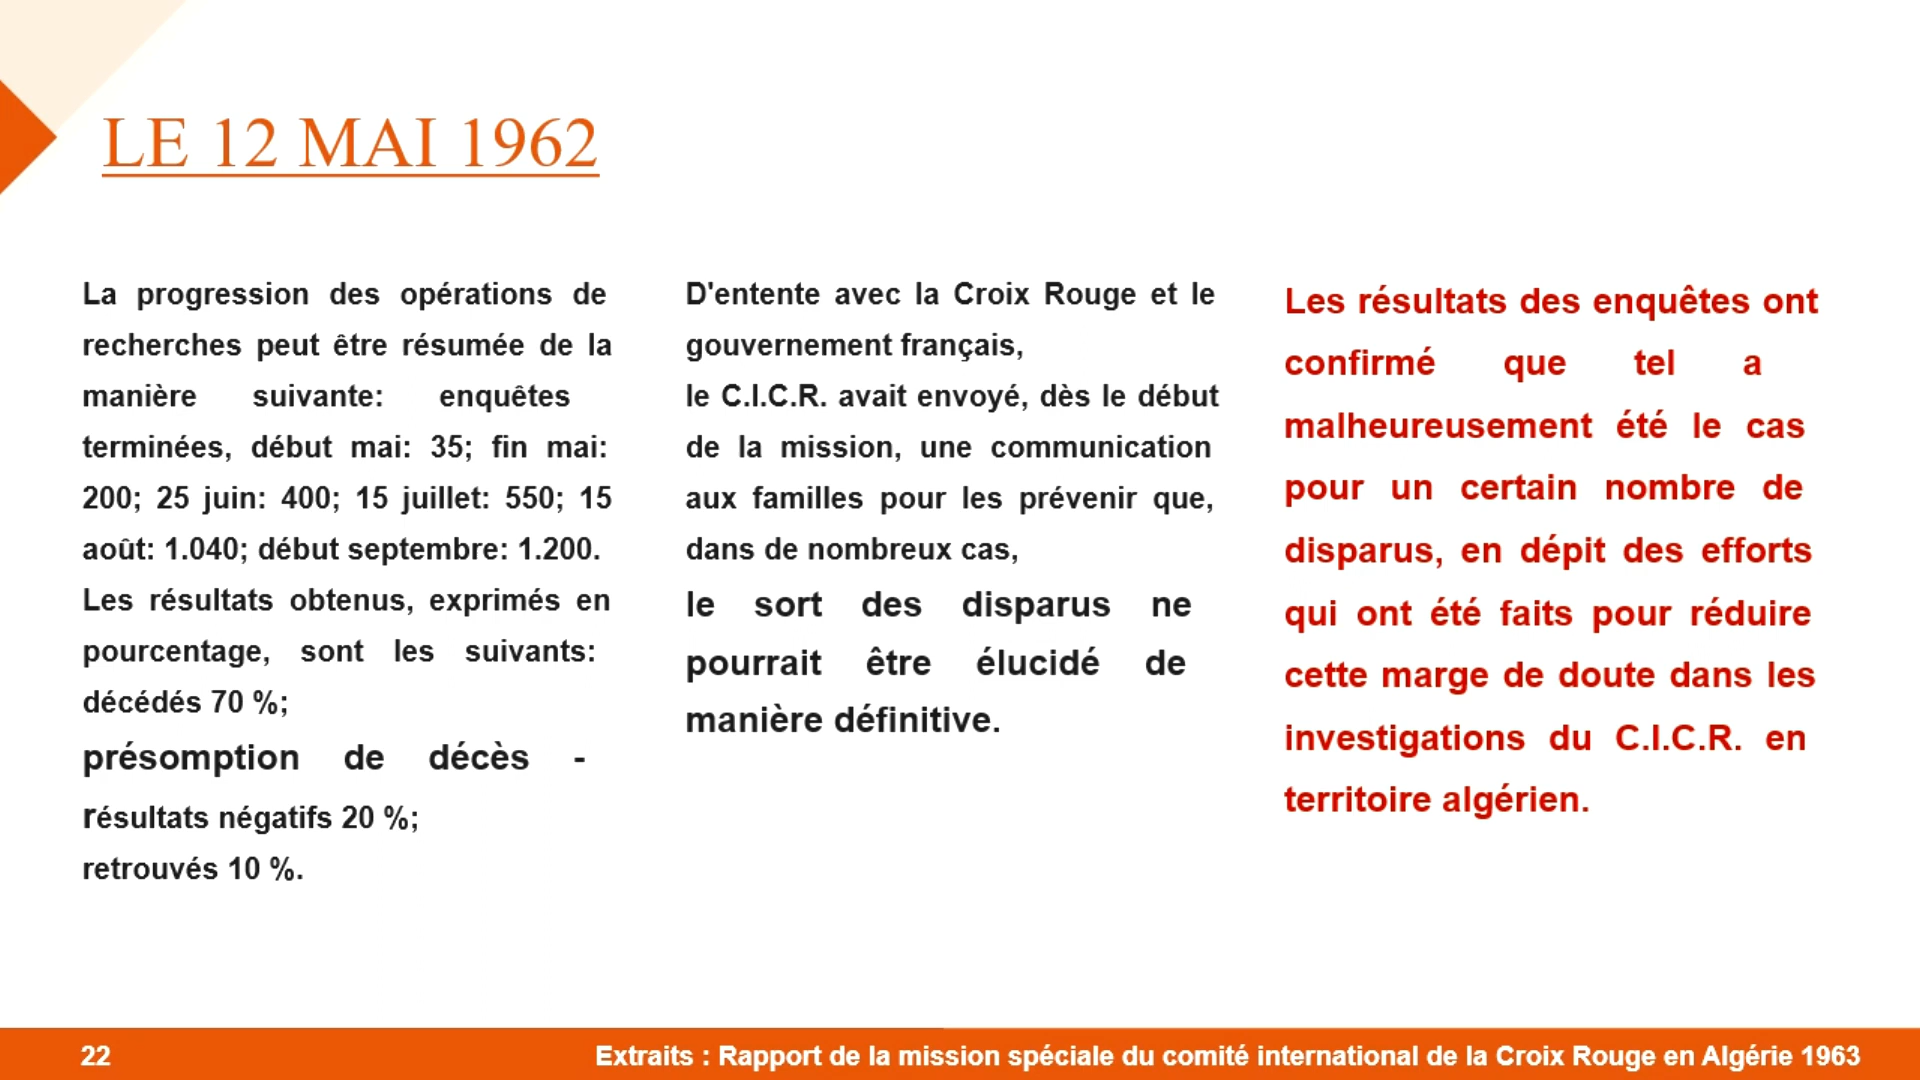 LE 12 MAI 1962
La progression des opérations de
recherches peut être résumée de la
manière suivante: enquêtes
terminées, début mai: 35; fin mai:
200; 25 juin: 400; 15 juillet: 550; 15
août: 1.040; début septembre: 1.200.
Les résultats obtenus, exprimés en
pourcentage, sont les suivants:
décédés 70 %;
présomption de décès -
résultats négatifs 20 %;
retrouvés 10 %.
D'entente avec la Croix Rouge et le
gouvernement français,
le C.I.C.R. avait envoyé, dès le début
de la mission, une communication
aux familles pour les prévenir que,
dans de nombreux cas,
le sort des disparus ne
pourrait être élucidé de
manière définitive.
Les résultats des enquêtes ont
confirmé que tel a
malheureusement été le cas
pour un certain nombre de
disparus, en dépit des efforts
qui ont été faits pour réduire
cette marge de doute dans les
investigations du C.I.C.R. en
territoire algérien.
22
Extraits : Rapport de la mission spéciale du comité international de la Croix Rouge en Algérie 1963